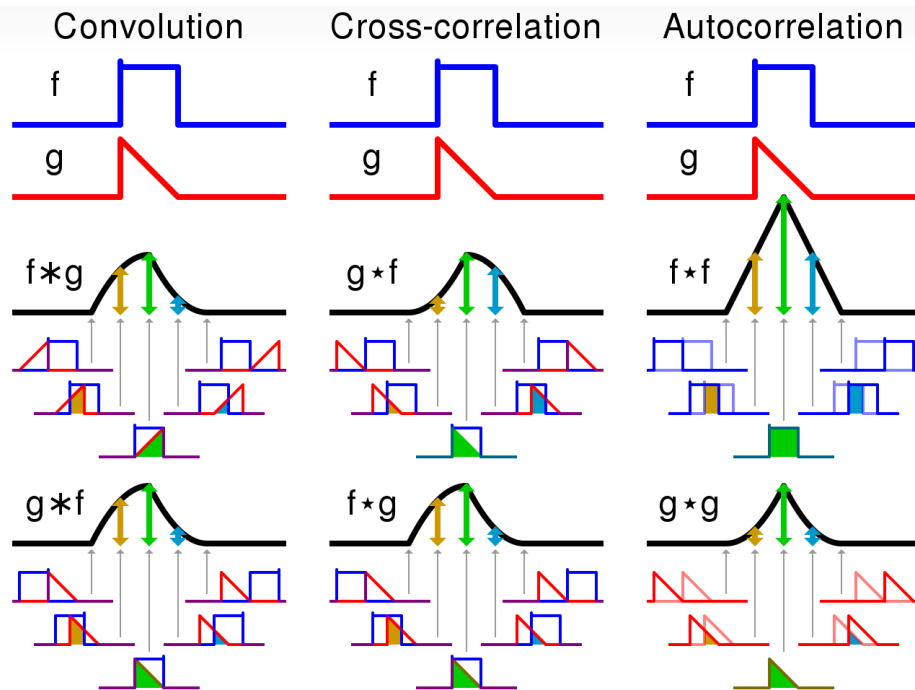 Convolution Cross-correlation Autocorrelation
f f f
g g g
f∗g g⋆f f⋆f
g∗f f⋆g g⋆g